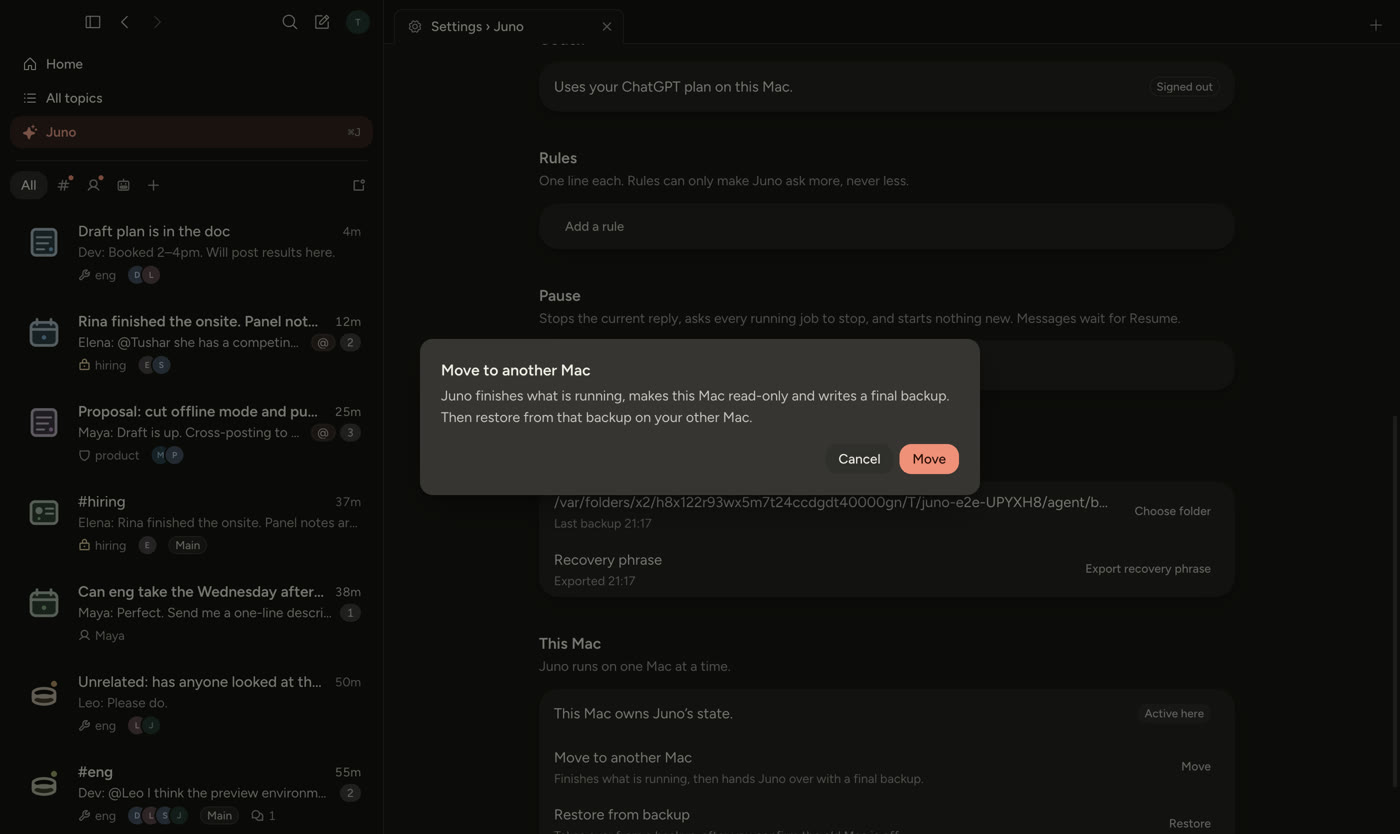 T
Home
All topics
Juno
⌘J
All
Draft plan is in the doc
4m
Dev: Booked 2–4pm. Will post results here.
eng
D
L
Rina finished the onsite. Panel not…
12m
Elena: @Tushar she has a competin…
@
2
hiring
E
S
Proposal: cut offline mode and pu…
25m
Maya: Draft is up. Cross-posting to …
@
3
product
M
P
#hiring
37m
Elena: Rina finished the onsite. Panel notes ar…
hiring
E
Main
Can eng take the Wednesday after…
38m
Maya: Perfect. Send me a one-line descri…
1
Maya
Unrelated: has anyone looked at th…
50m
Leo: Please do.
eng
L
J
#eng
55m
Dev: @Leo I think the preview environm…
2
eng
D
L
S
J
Main
1
Settings › Juno
Uses your ChatGPT plan on this Mac.
Signed out
Rules
One line each. Rules can only make Juno ask more, never less.
Add a rule
Pause
Stops the current reply, asks every running job to stop, and starts nothing new. Messages wait for Resume.
Move to another Mac
Juno finishes what is running, makes this Mac read-only and writes a final backup.
Then restore from that backup on your other Mac.
Cancel
Move
/var/folders/x2/h8x122r93wx5m7t24ccdgdt40000gn/T/juno-e2e-UPYXH8/agent/b…
Last backup 21:17
Choose folder
Recovery phrase
Exported 21:17
Export recovery phrase
This Mac
Juno runs on one Mac at a time.
This Mac owns Juno’s state.
Active here
Move to another Mac
Finishes what is running, then hands Juno over with a final backup.
Move
Restore from backup
Restore